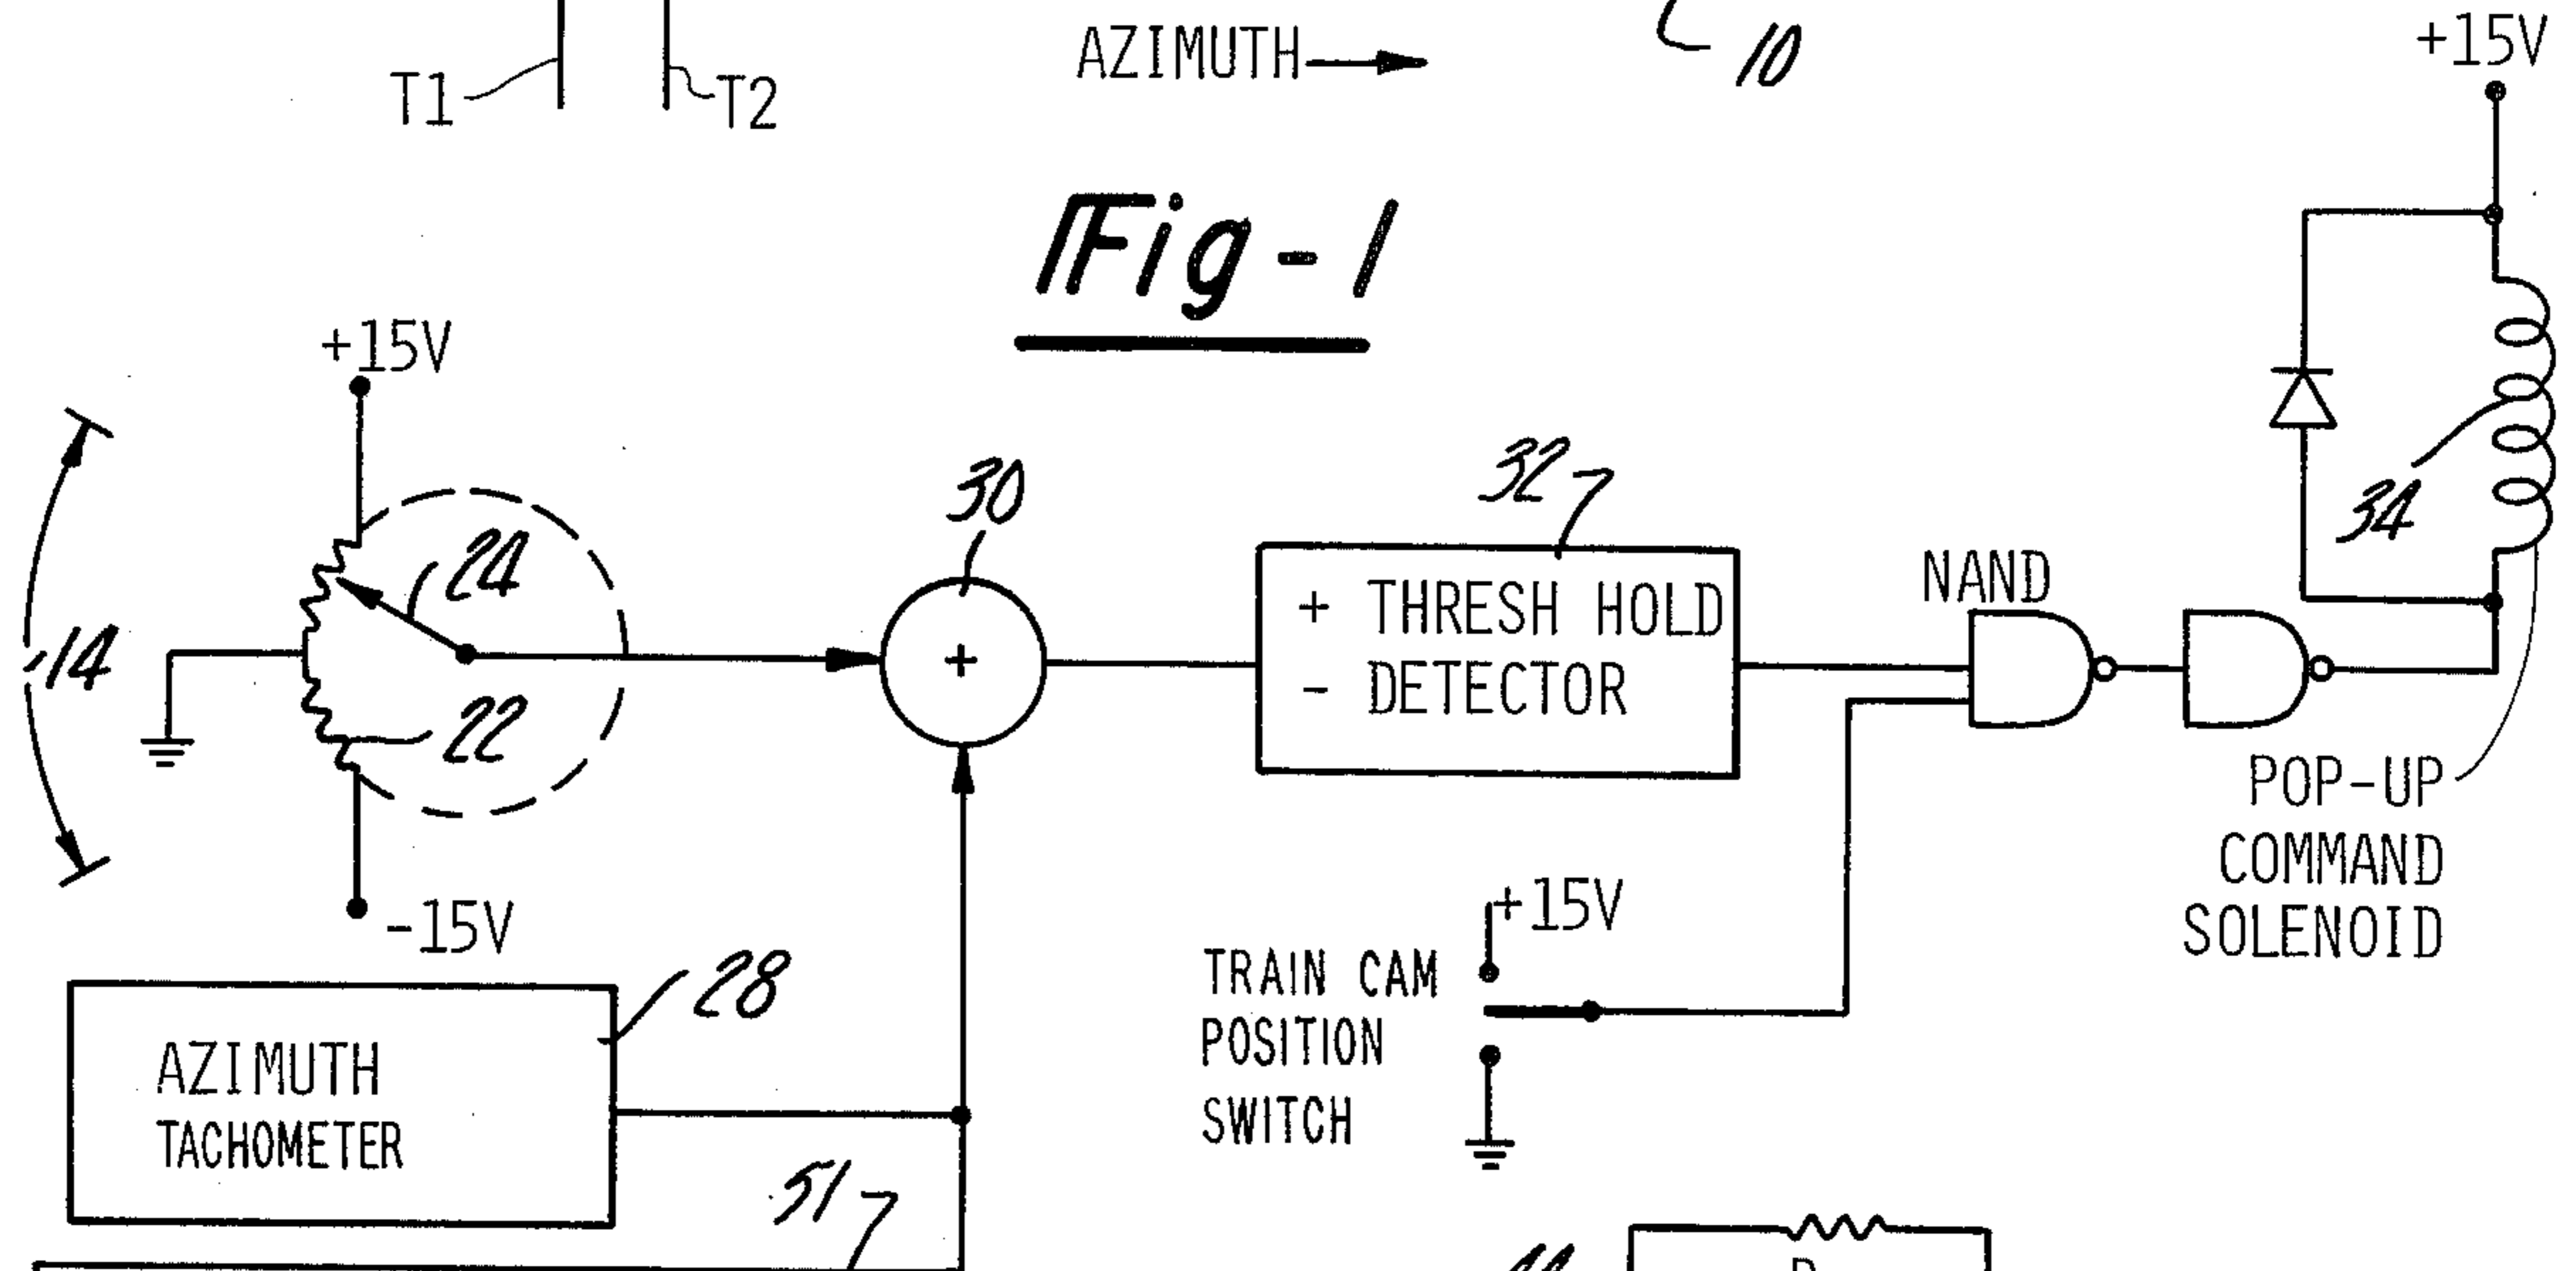 AZIMUTH
10
+15V
T1
T2
Fig-1
+15V
30
32
24
34
14
+
+ THRESH HOLD
- DETECTOR
NAND
22
POP-UP
COMMAND
SOLENOID
-15V
28
+15V
TRAIN CAM
POSITION
SWITCH
AZIMUTH
TACHOMETER
51